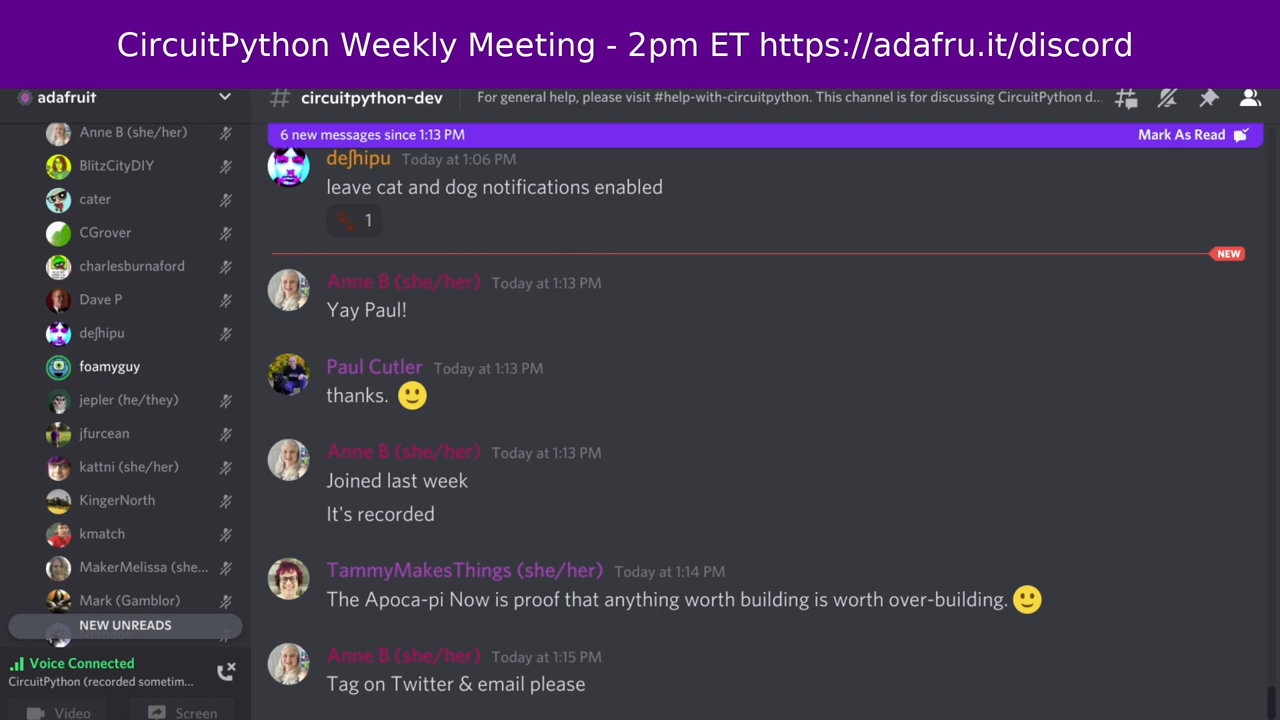 CircuitPython Weekly Meeting - 2pm ET https://adafru.it/discord
adafruit
# circuitpython-dev
For general help, please visit #help-with-circuitpython. This channel is for discussing CircuitPython d...
Anne B (she/her)
BlitzCityDIY
cater
CGrover
charlesburnaford
Dave P
deʃhipu
foamyguy
jepler (he/they)
jfurcean
kattni (she/her)
KingerNorth
kmatch
MakerMelissa (she...
Mark (Gamblor)
NEW UNREADS
Voice Connected
CircuitPython (recorded sometim...
Video
Screen
6 new messages since 1:13 PM
Mark As Read
deʃhipu Today at 1:06 PM
leave cat and dog notifications enabled
1
NEW
Anne B (she/her) Today at 1:13 PM
Yay Paul!
Paul Cutler Today at 1:13 PM
thanks. 🙂
Anne B (she/her) Today at 1:13 PM
Joined last week
It's recorded
TammyMakesThings (she/her) Today at 1:14 PM
The Apoca-pi Now is proof that anything worth building is worth over-building. 🙂
Anne B (she/her) Today at 1:15 PM
Tag on Twitter & email please